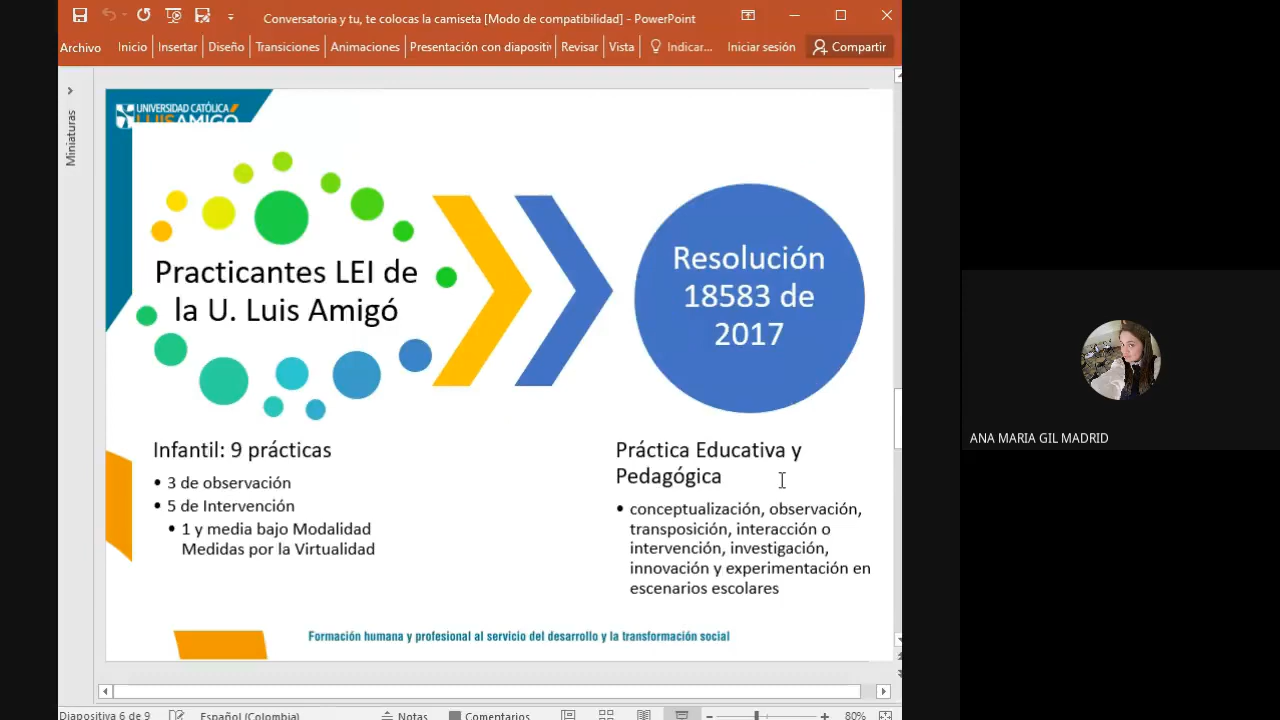 Conversatoria y tu, te colocas la camiseta [Modo de compatibilidad] - PowerPoint
Archivo Inicio Insertar Diseño Transiciones Animaciones Presentación con diapositi Revisar Vista Indicar... Iniciar sesión Compartir
Miniaturas
UNIVERSIDAD CATÓLICA
LUIS AMIGÓ
Practicantes LEI de
la U. Luis Amigó
Resolución
18583 de
2017
Infantil: 9 prácticas
• 3 de observación
• 5 de Intervención
• 1 y media bajo Modalidad
Medidas por la Virtualidad
Práctica Educativa y
Pedagógica
• conceptualización, observación,
transposición, interacción o
intervención, investigación,
innovación y experimentación en
escenarios escolares
Formación humana y profesional al servicio del desarrollo y la transformación social
Diapositiva 6 de 9 Español (Colombia) Notas Comentarios 80%
ANA MARIA GIL MADRID